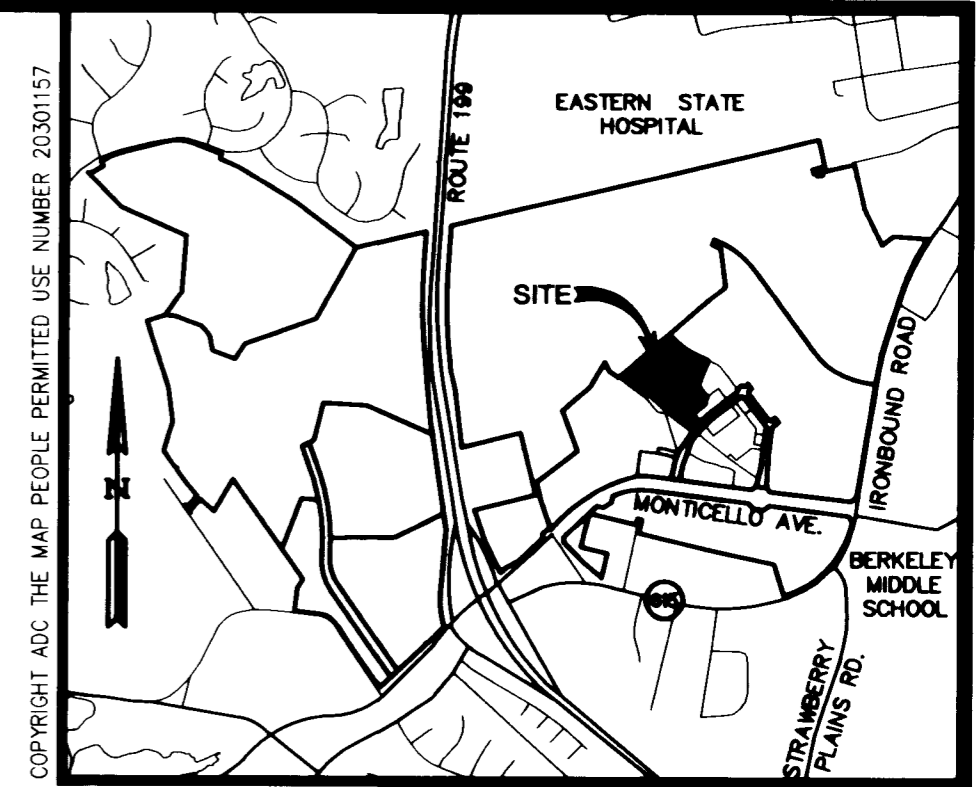 COPYRIGHT ADC THE MAP PEOPLE PERMITTED USE NUMBER 20301157
ROUTE 199
EASTERN STATE
HOSPITAL
SITE
IRONBOUND ROAD
N
MONTICELLO AVE.
BERKELEY
MIDDLE
SCHOOL
STRAWBERRY
PLAINS RD.